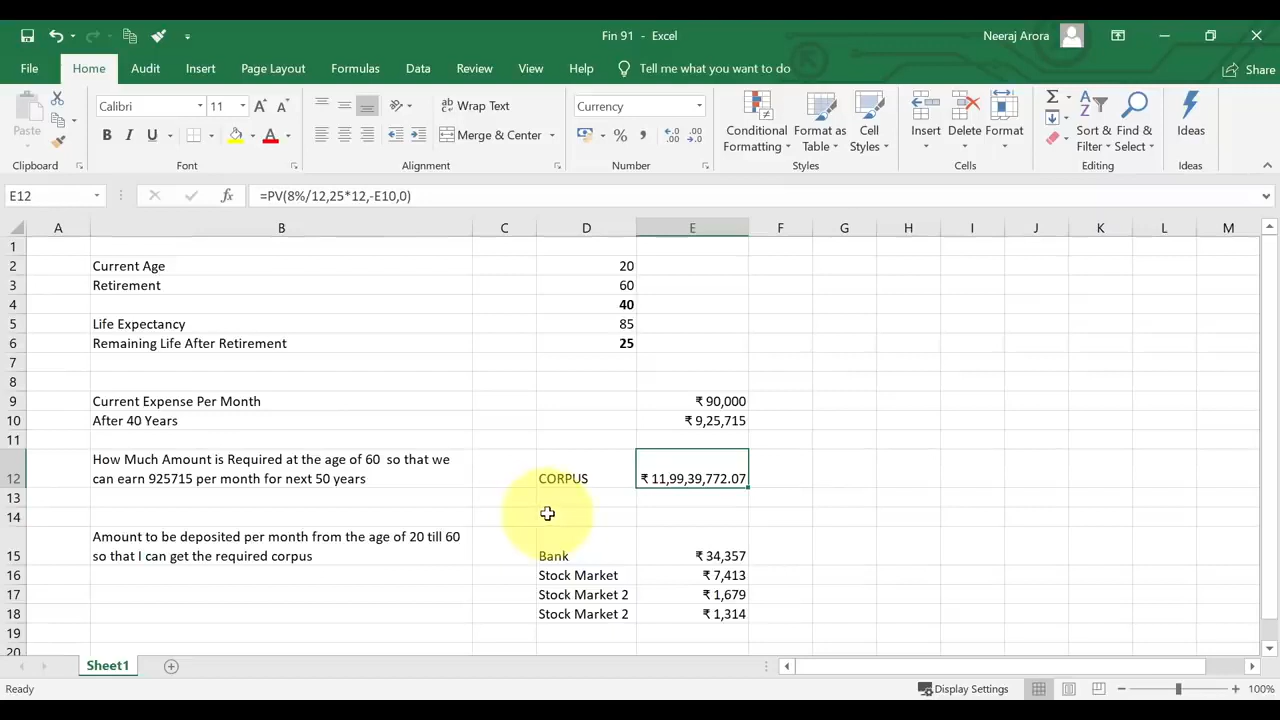 Fin 91 - Excel
Neeraj Arora
File Home Audit Insert Page Layout Formulas Data Review View Help Tell me what you want to do Share
Paste
Clipboard
Calibri 11
B I U
Font
Wrap Text
Merge & Center
Alignment
Currency
Number
Conditional Formatting
Format as Table
Cell Styles
Styles
Insert Delete Format
Cells
Sort & Filter
Find & Select
Editing
Ideas
Ideas
E12 fx =PV(8%/12,25*12,-E10,0)
A B C D E F G H I J K L M
1
2 Current Age 20
3 Retirement 60
4 40
5 Life Expectancy 85
6 Remaining Life After Retirement 25
7
8
9 Current Expense Per Month ₹ 90,000
10 After 40 Years ₹ 9,25,715
11
How Much Amount is Required at the age of 60 so that we
12 can earn 925715 per month for next 50 years CORPUS ₹ 11,99,39,772.07
13
14
Amount to be deposited per month from the age of 20 till 60
15 so that I can get the required corpus Bank ₹ 34,357
16 Stock Market ₹ 7,413
17 Stock Market 2 ₹ 1,679
18 Stock Market 2 ₹ 1,314
19
20
Sheet1
Ready Display Settings 100%